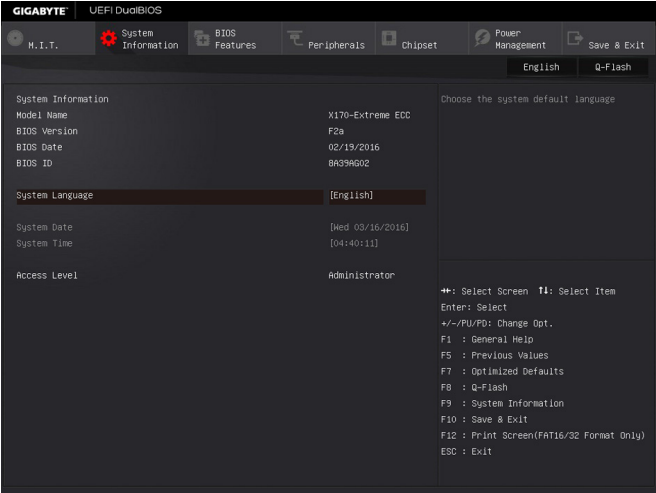 GIGABYTE™ UEFI DualBIOS
M.I.T. System Information BIOS Features Peripherals Chipset Power Management Save & Exit
English Q-Flash
System Information
Model Name X170-Extreme ECC
BIOS Version F2a
BIOS Date 02/19/2016
BIOS ID 8A39AG02
System Language [English]
System Date [Wed 03/16/2016]
System Time [04:40:11]
Access Level Administrator
Choose the system default language
→←: Select Screen ↑↓: Select Item
Enter: Select
+/-/PU/PD: Change Opt.
F1 : General Help
F5 : Previous Values
F7 : Optimized Defaults
F8 : Q-Flash
F9 : System Information
F10 : Save & Exit
F12 : Print Screen(FAT16/32 Format Only)
ESC : Exit